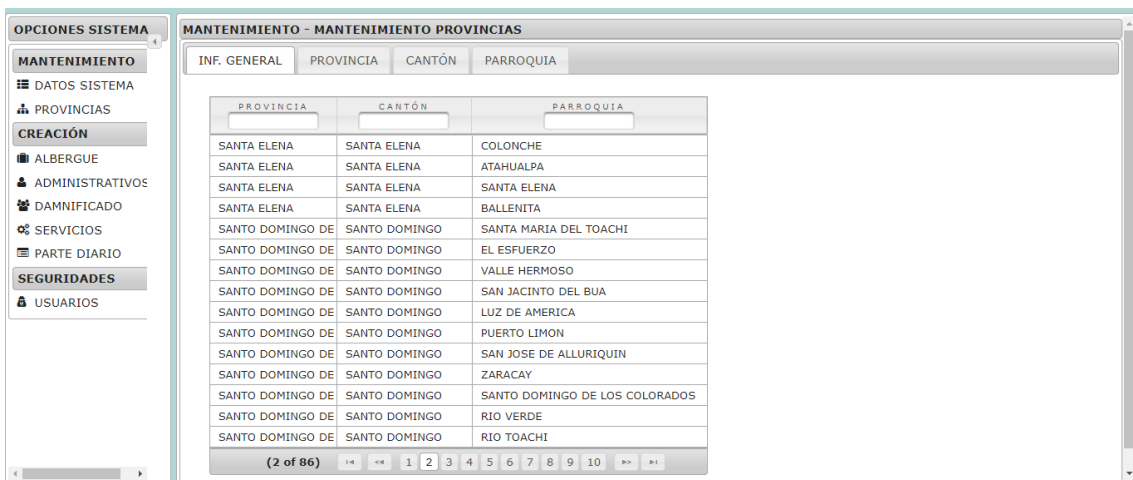 OPCIONES SISTEMA
MANTENIMIENTO
DATOS SISTEMA
PROVINCIAS
CREACIÓN
ALBERGUE
ADMINISTRATIVOS
DAMNIFICADO
SERVICIOS
PARTE DIARIO
SEGURIDADES
USUARIOS
MANTENIMIENTO - MANTENIMIENTO PROVINCIAS
INF. GENERAL PROVINCIA CANTÓN PARROQUIA
PROVINCIA CANTÓN PARROQUIA
SANTA ELENA SANTA ELENA COLONCHE
SANTA ELENA SANTA ELENA ATAHUALPA
SANTA ELENA SANTA ELENA SANTA ELENA
SANTA ELENA SANTA ELENA BALLENITA
SANTO DOMINGO DE SANTO DOMINGO SANTA MARIA DEL TOACHI
SANTO DOMINGO DE SANTO DOMINGO EL ESFUERZO
SANTO DOMINGO DE SANTO DOMINGO VALLE HERMOSO
SANTO DOMINGO DE SANTO DOMINGO SAN JACINTO DEL BUA
SANTO DOMINGO DE SANTO DOMINGO LUZ DE AMERICA
SANTO DOMINGO DE SANTO DOMINGO PUERTO LIMON
SANTO DOMINGO DE SANTO DOMINGO SAN JOSE DE ALLURIQUIN
SANTO DOMINGO DE SANTO DOMINGO ZARACAY
SANTO DOMINGO DE SANTO DOMINGO SANTO DOMINGO DE LOS COLORADOS
SANTO DOMINGO DE SANTO DOMINGO RIO VERDE
SANTO DOMINGO DE SANTO DOMINGO RIO TOACHI
(2 of 86) 1 2 3 4 5 6 7 8 9 10